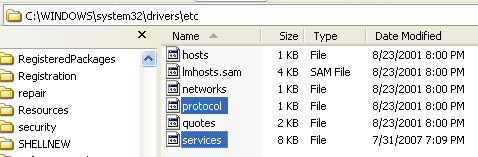 C:\WINDOWS\system32\drivers\etc
RegisteredPackages
Registration
repair
Resources
security
SHELLNEW
Name Size Type Date Modified
hosts 1 KB File 8/23/2001 8:00 PM
lmhosts.sam 4 KB SAM File 8/23/2001 8:00 PM
networks 1 KB File 8/23/2001 8:00 PM
protocol 1 KB File 8/23/2001 8:00 PM
quotes 2 KB File 8/23/2001 8:00 PM
services 8 KB File 7/31/2007 7:09 PM